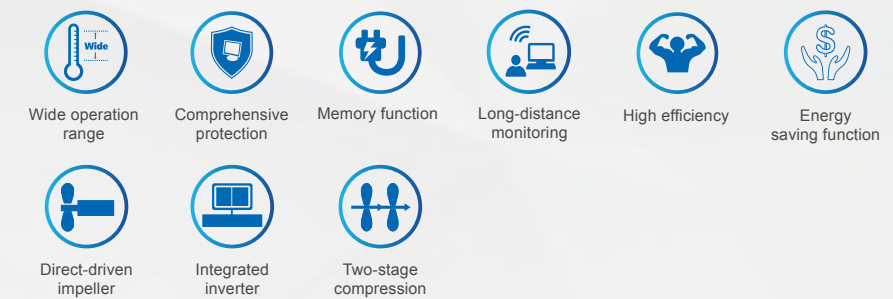 Wide
Wide operation
range
Comprehensive
protection
Memory function
Long-distance
monitoring
High efficiency
$
Energy
saving function
Direct-driven
impeller
Integrated
inverter
Two-stage
compression